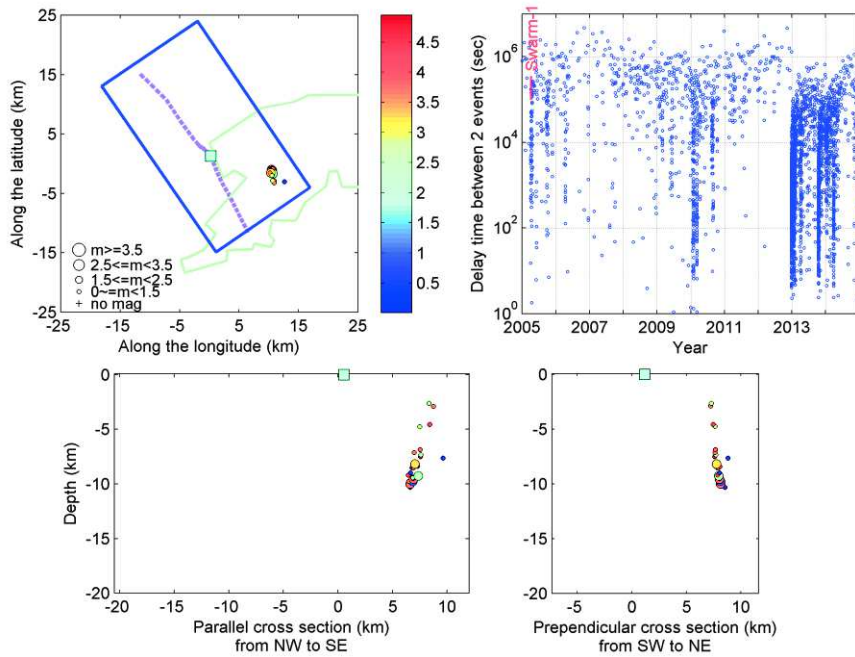 25
15
5
-5
-15
-25
Along the latitude (km)
m>=3.5
2.5<=m<3.5
1.5<=m<2.5
0~=m<1.5
no mag
-25 -15 -5 5 15 25
Along the longitude (km)
4.5
4
3.5
3
2.5
2
1.5
1
0.5
Delay time between 2 events (sec)
10^6
10^4
10^2
10^0
Swarm-1
2005 2007 2009 2011 2013
Year
0
-5
-10
-15
-20
Depth (km)
-20 -15 -10 -5 0 5 10
Parallel cross section (km)
from NW to SE
0
-5
-10
-15
-20
-5 0 5 10
Prependicular cross section (km)
from SW to NE